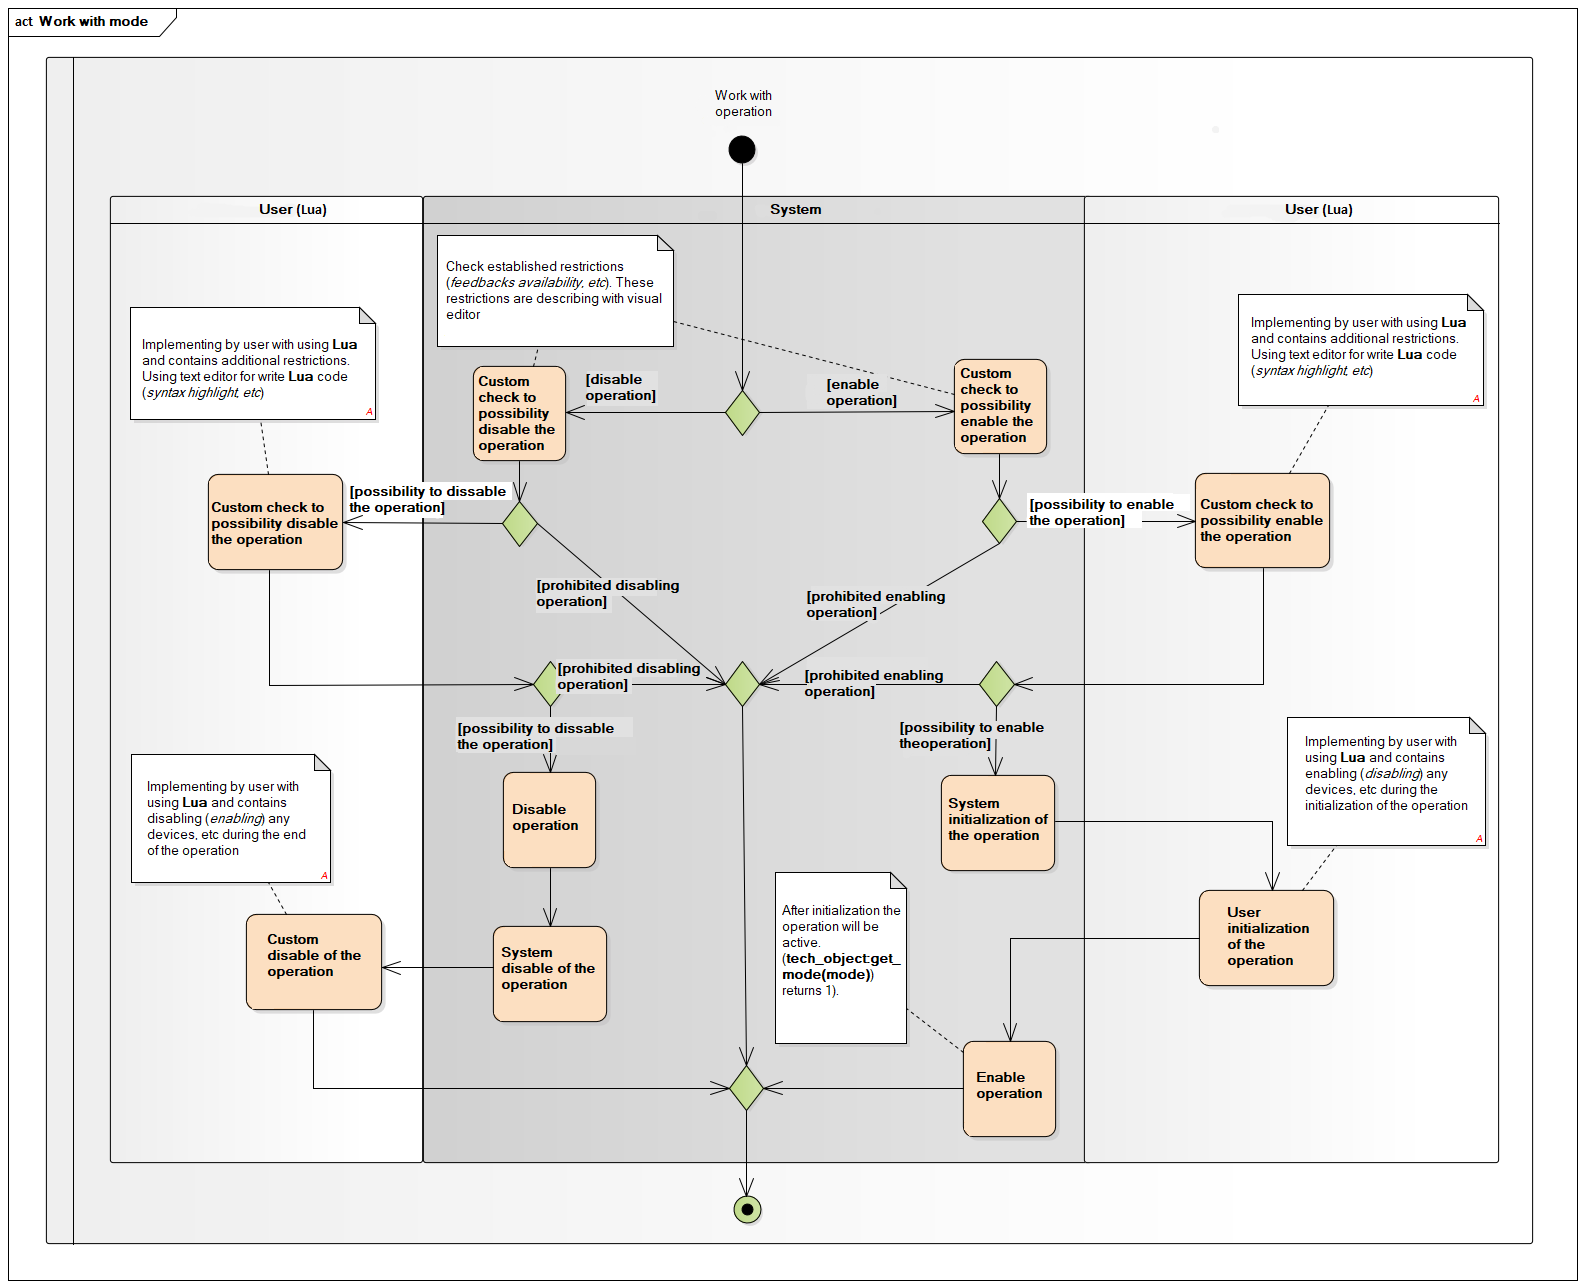 act Work with mode
Work with
operation
User (Lua)
System
User (Lua)
Check established restrictions
(feedbacks availability, etc). These
restrictions are describing with visual
editor
Implementing by user with using Lua
and contains additional restrictions.
Using text editor for write Lua code
(syntax highlight, etc)
A
Implementing by user with using Lua
and contains additional restrictions.
Using text editor for write Lua code
(syntax highlight, etc)
A
Custom
check to
possibility
disable the
operation
[disable
operation]
[enable
operation]
Custom
check to
possibility
enable the
operation
Custom check to
possibility disable
the operation
[possibility to dissable
the operation]
[possibility to enable
the operation]
Custom check to
possibility enable
the operation
[prohibited disabling
operation]
[prohibited enabling
operation]
[prohibited disabling
operation]
[prohibited enabling
operation]
[possibility to dissable
the operation]
[possibility to enable
theoperation]
Implementing by user with
using Lua and contains
enabling (disabling) any
devices, etc during the
initialization of the operation
A
Implementing by user with
using Lua and contains
disabling (enabling) any
devices, etc during the end
of the operation
A
Disable
operation
System
initialization of
the operation
After initialization the
operation will be
active.
(tech_object:get_
mode(mode))
returns 1).
User
initialization
of the
operation
Custom
disable of the
operation
System
disable of the
operation
Enable
operation